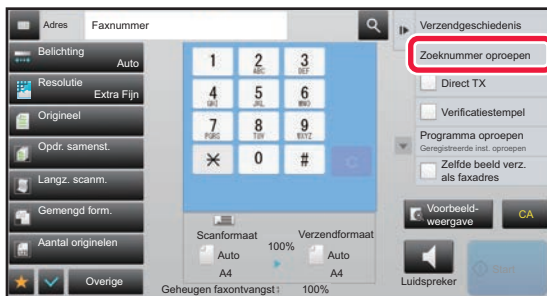 Adres
Faxnummer
Belichting
Auto
Resolutie
Extra Fijn
Origineel
Opdr. samenst.
Langz. scanm.
Gemengd form.
Aantal originelen
Overige
1
2
ABC
3
DEF
4
GHI
5
JKL
6
MNO
7
PQRS
8
TUV
9
WXYZ
0
#
C
Scanformaat
Auto
A4
100%
Verzendformaat
Auto
A4
Geheugen faxontvangst: 100%
Verzendgeschiedenis
Zoeknummer oproepen
Direct TX
Verificatiestempel
Programma oproepen
Geregistreerde inst. oproepen
Zelfde beeld verz.
als faxadres
Voorbeeld-
weergave
CA
Luidspreker
Start